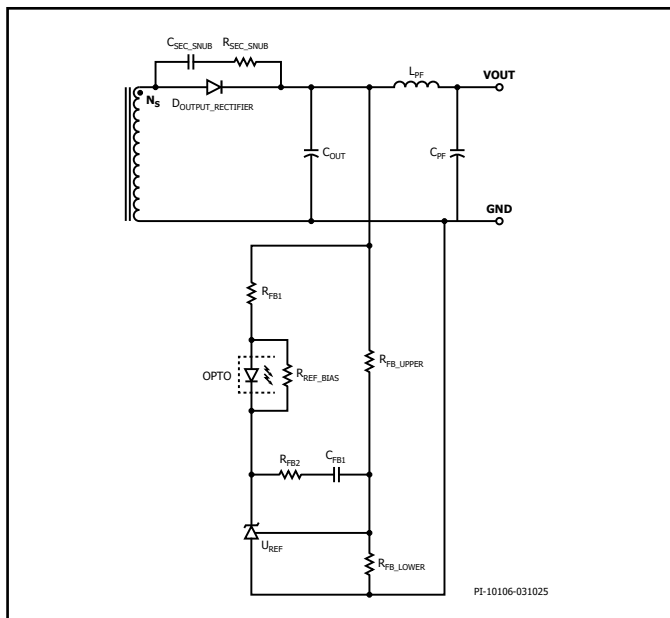 C_SEC_SNUB
R_SEC_SNUB
L_PF
VOUT
N_S
D_OUTPUT_RECTIFIER
C_OUT
C_PF
GND
R_FB1
OPTO
R_REF_BIAS
R_FB_UPPER
R_FB2
C_FB1
U_REF
R_FB_LOWER
PI-10106-031025